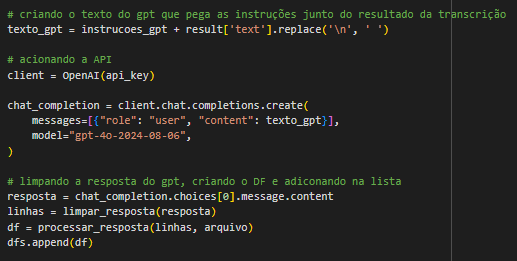 # criando o texto do gpt que pega as instruções junto do resultado da transcrição
texto_gpt = instrucoes_gpt + result['text'].replace('\n', ' ')
# acionando a API
client = OpenAI(api_key)
chat_completion = client.chat.completions.create(
messages=[{"role": "user", "content": texto_gpt}],
model="gpt-4o-2024-08-06",
)
# limpando a resposta do gpt, criando o DF e adiconando na lista
resposta = chat_completion.choices[0].message.content
linhas = limpar_resposta(resposta)
df = processar_resposta(linhas, arquivo)
dfs.append(df)